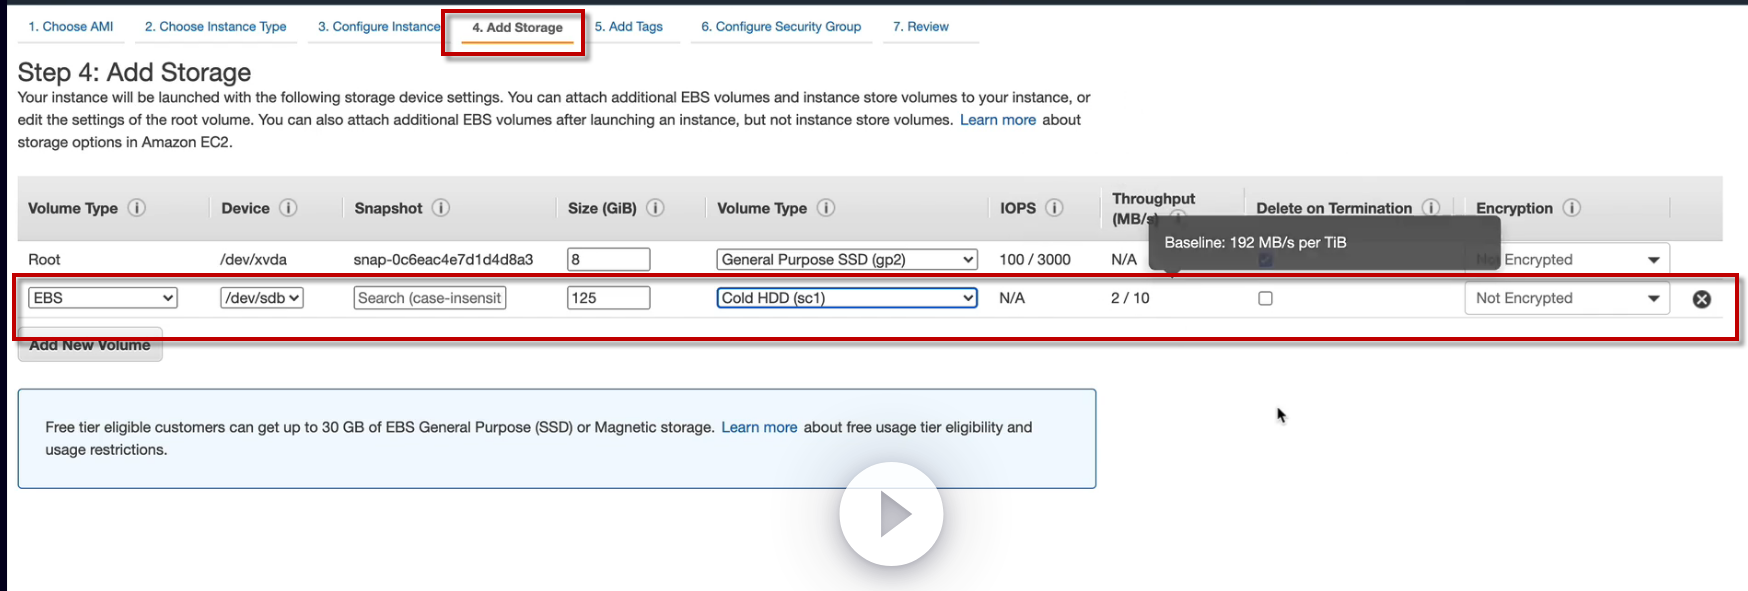 1. Choose AMI 2. Choose Instance Type 3. Configure Instance 4. Add Storage 5. Add Tags 6. Configure Security Group 7. Review
Step 4: Add Storage
Your instance will be launched with the following storage device settings. You can attach additional EBS volumes and instance store volumes to your instance, or
edit the settings of the root volume. You can also attach additional EBS volumes after launching an instance, but not instance store volumes. Learn more about
storage options in Amazon EC2.
Volume Type i Device i Snapshot i Size (GiB) i Volume Type i IOPS i Throughput (MB/s) Delete on Termination i Encryption i
Baseline: 192 MB/s per TiB
Root /dev/xvda snap-0c6eac4e7d1d4d8a3 8 General Purpose SSD (gp2) 100 / 3000 N/A Not Encrypted
EBS /dev/sdb Search (case-insensit 125 Cold HDD (sc1) N/A 2 / 10 Not Encrypted
Add New Volume
Free tier eligible customers can get up to 30 GB of EBS General Purpose (SSD) or Magnetic storage. Learn more about free usage tier eligibility and
usage restrictions.